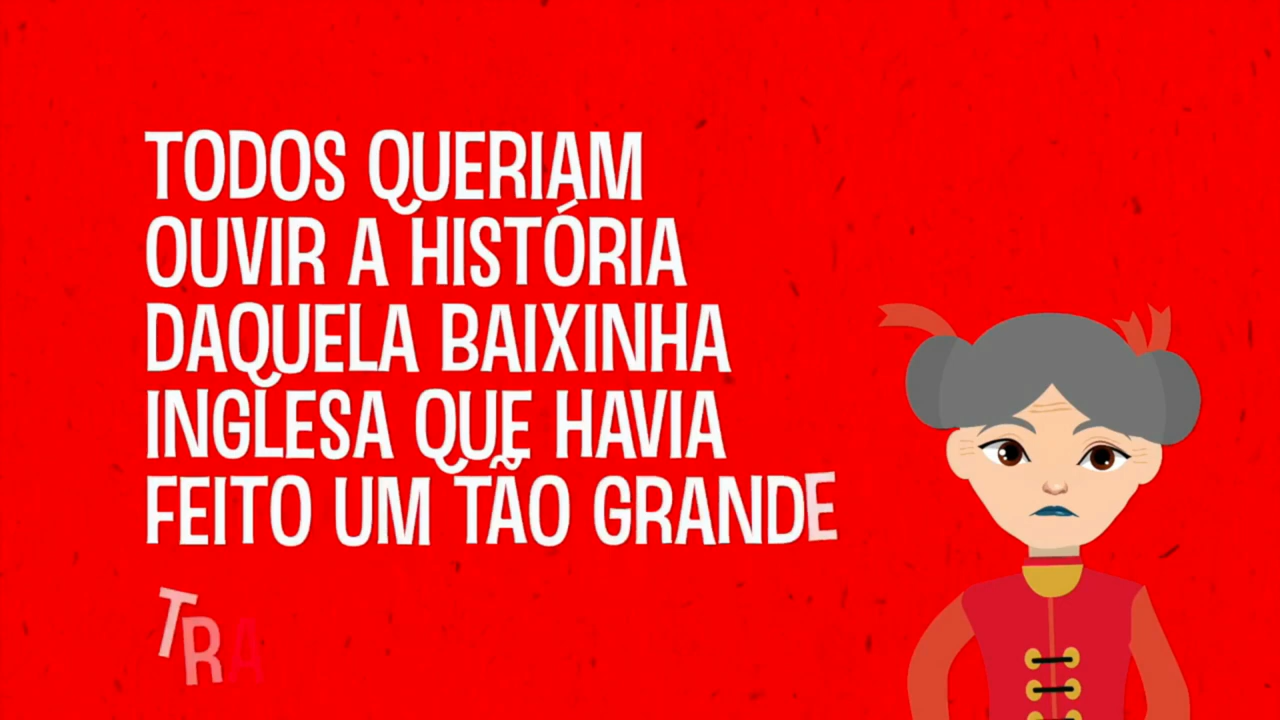 TODOS QUERIAM
OUVIR A HISTÓRIA
DAQUELA BAIXINHA
INGLESA QUE HAVIA
FEITO UM TÃO GRANDE
TRA